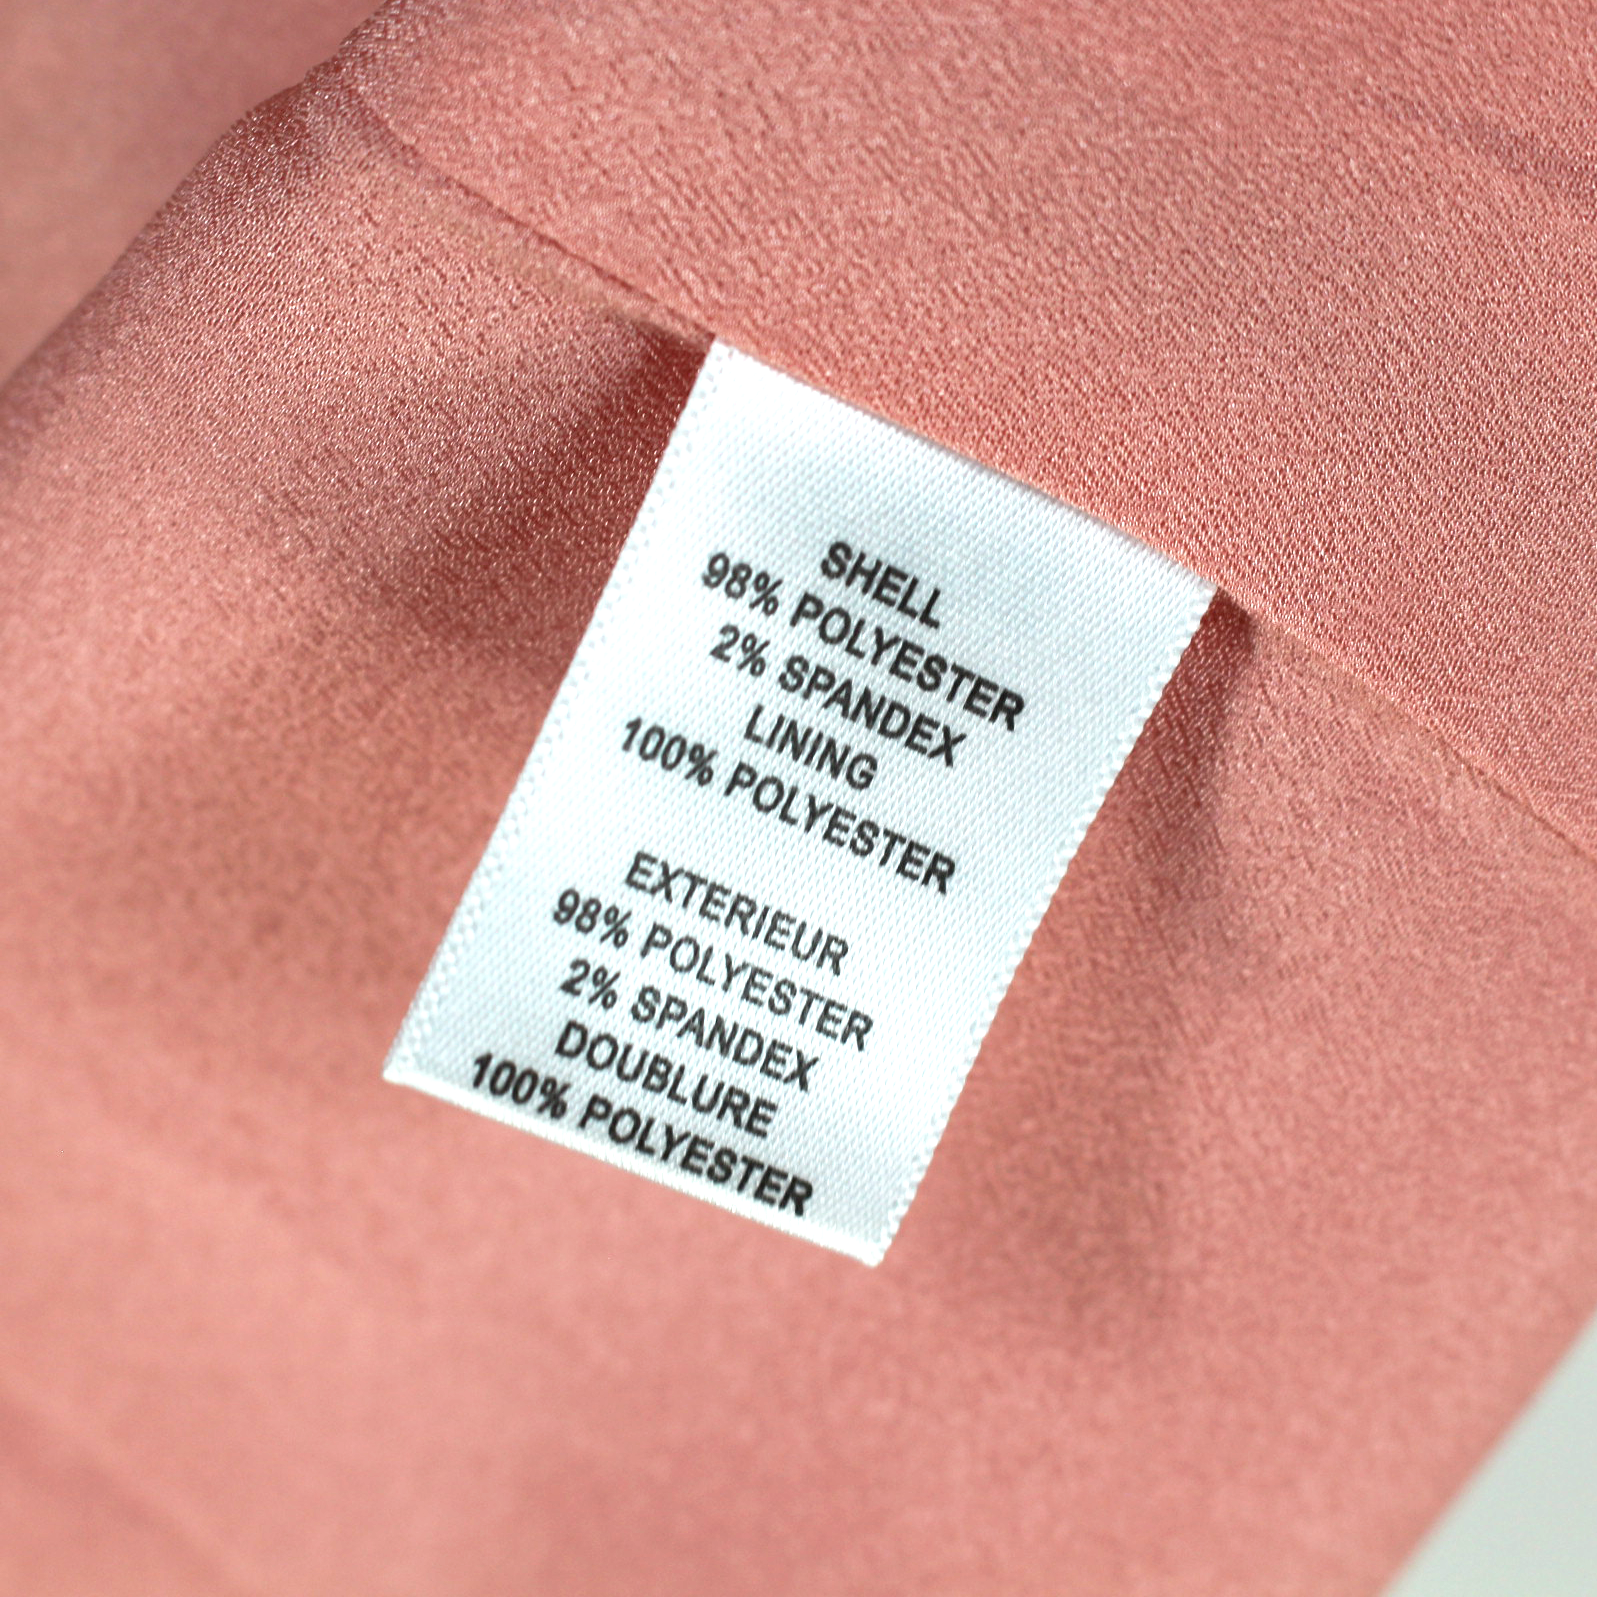 SHELL
98% POLYESTER
2% SPANDEX
LINING
100% POLYESTER
EXTERIEUR
98% POLYESTER
2% SPANDEX
DOUBLURE
100% POLYESTER